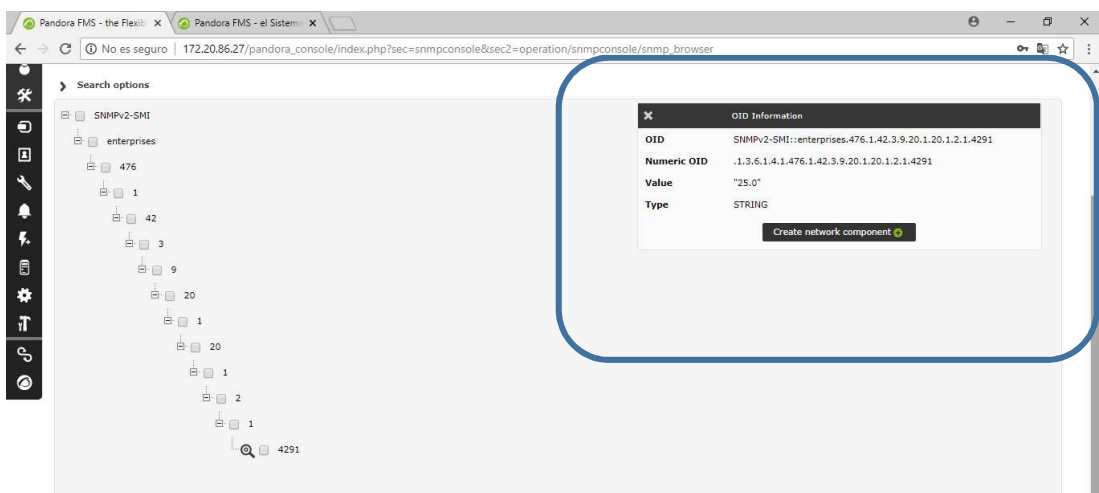 Pandora FMS - the Flexib
Pandora FMS - el Sistema
No es seguro | 172.20.86.27/pandora_console/index.php?sec=snmpconsole&sec2=operation/snmpconsole/snmp_browser
Search options
SNMPv2-SMI
enterprises
476
1
42
3
9
20
1
20
1
2
1
4291
OID Information
OID SNMPv2-SMI::enterprises.476.1.42.3.9.20.1.20.1.2.1.4291
Numeric OID .1.3.6.1.4.1.476.1.42.3.9.20.1.20.1.2.1.4291
Value "25.0"
Type STRING
Create network component